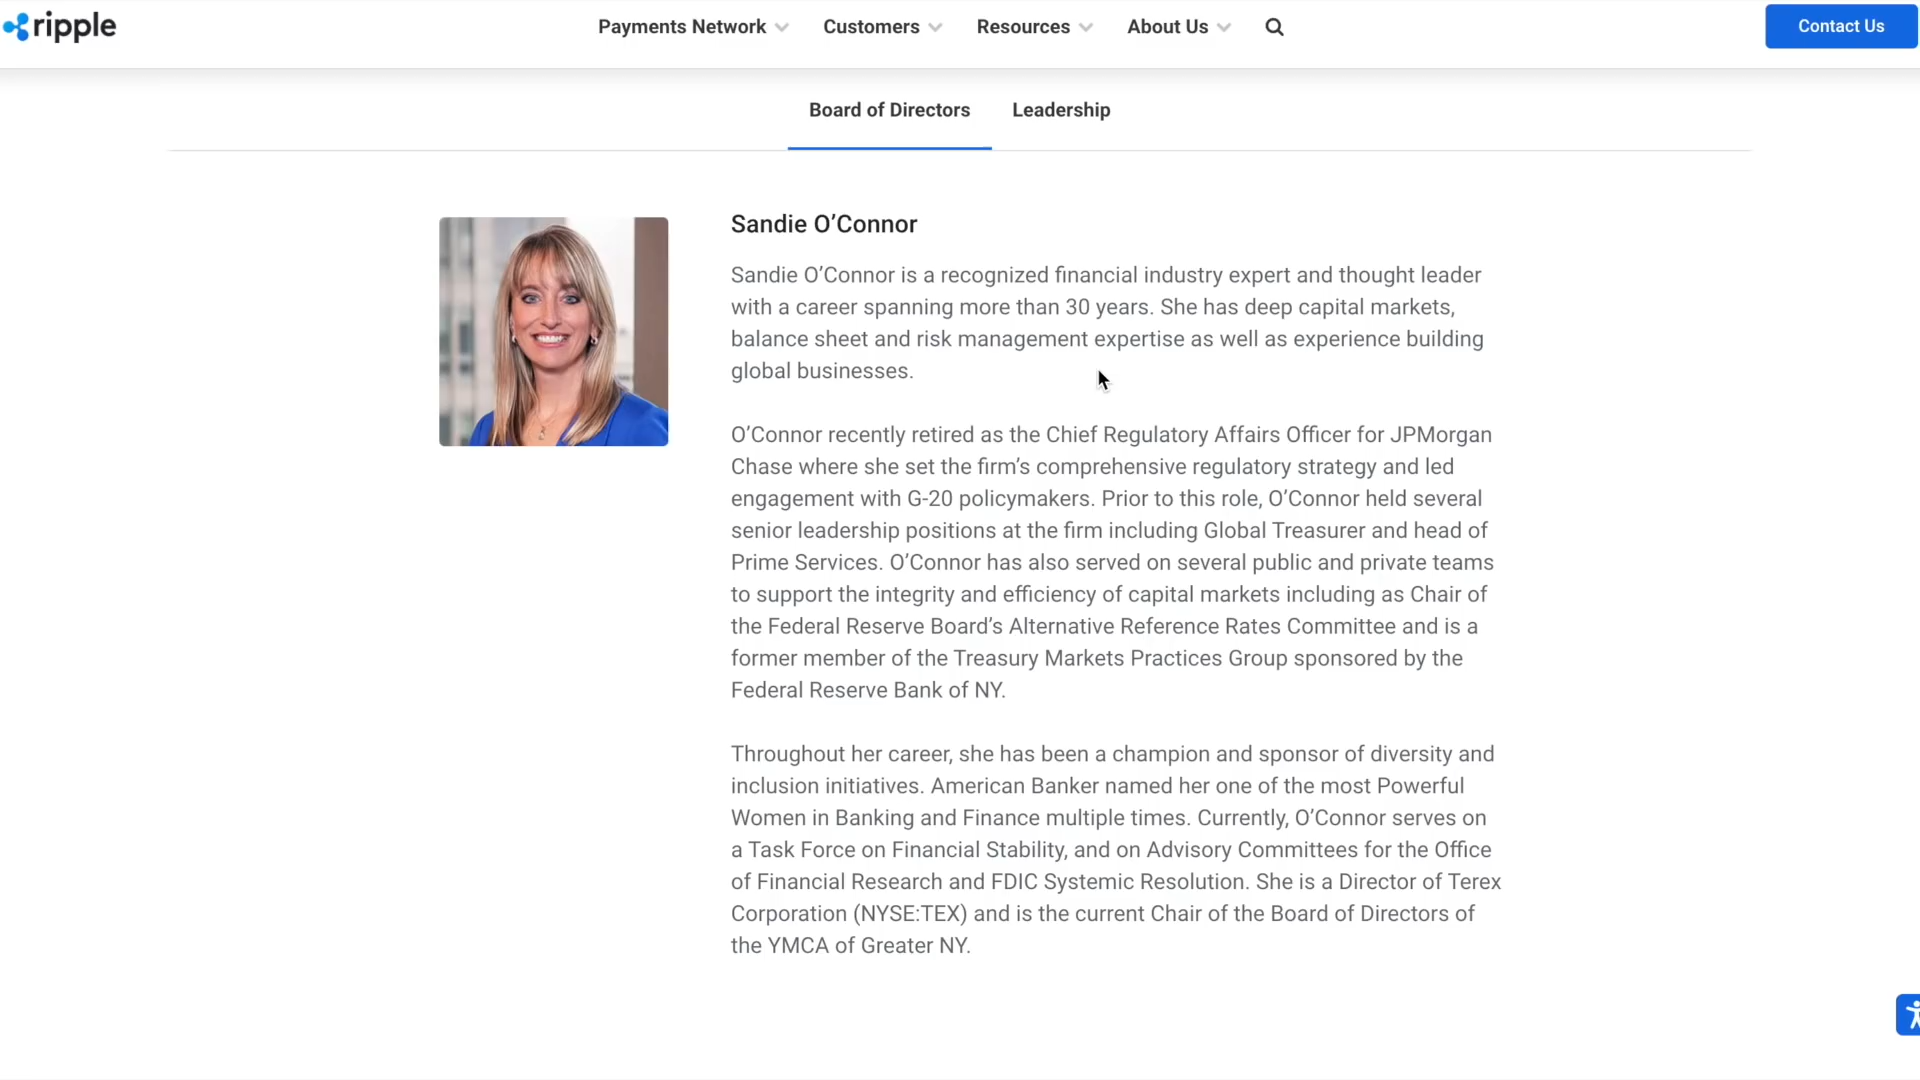 ripple
Payments Network
Customers
Resources
About Us
Contact Us
Board of Directors
Leadership
Sandie O’Connor
Sandie O’Connor is a recognized financial industry expert and thought leader
with a career spanning more than 30 years. She has deep capital markets,
balance sheet and risk management expertise as well as experience building
global businesses.
O’Connor recently retired as the Chief Regulatory Affairs Officer for JPMorgan
Chase where she set the firm’s comprehensive regulatory strategy and led
engagement with G-20 policymakers. Prior to this role, O’Connor held several
senior leadership positions at the firm including Global Treasurer and head of
Prime Services. O’Connor has also served on several public and private teams
to support the integrity and efficiency of capital markets including as Chair of
the Federal Reserve Board’s Alternative Reference Rates Committee and is a
former member of the Treasury Markets Practices Group sponsored by the
Federal Reserve Bank of NY.
Throughout her career, she has been a champion and sponsor of diversity and
inclusion initiatives. American Banker named her one of the most Powerful
Women in Banking and Finance multiple times. Currently, O’Connor serves on
a Task Force on Financial Stability, and on Advisory Committees for the Office
of Financial Research and FDIC Systemic Resolution. She is a Director of Terex
Corporation (NYSE:TEX) and is the current Chair of the Board of Directors of
the YMCA of Greater NY.